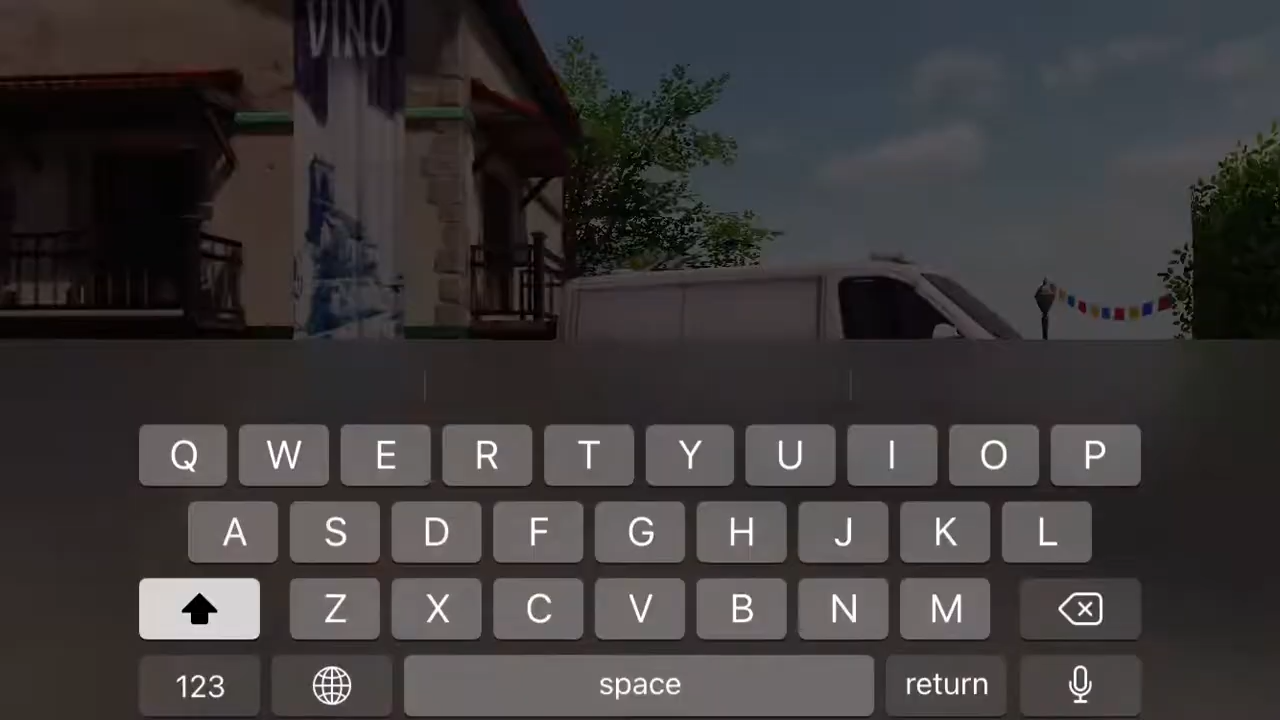 VINO
Q W E R T Y U I O P
A S D F G H J K L
Z X C V B N M
123 space return